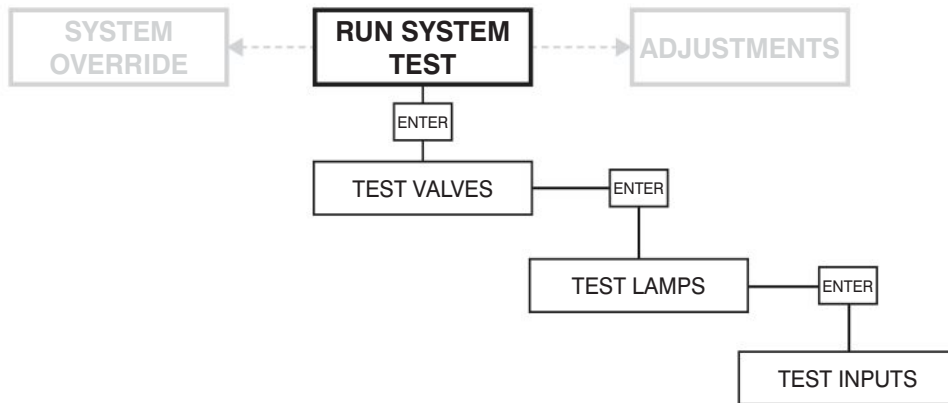 SYSTEM
OVERRIDE
RUN SYSTEM
TEST
ADJUSTMENTS
ENTER
TEST VALVES
ENTER
TEST LAMPS
ENTER
TEST INPUTS